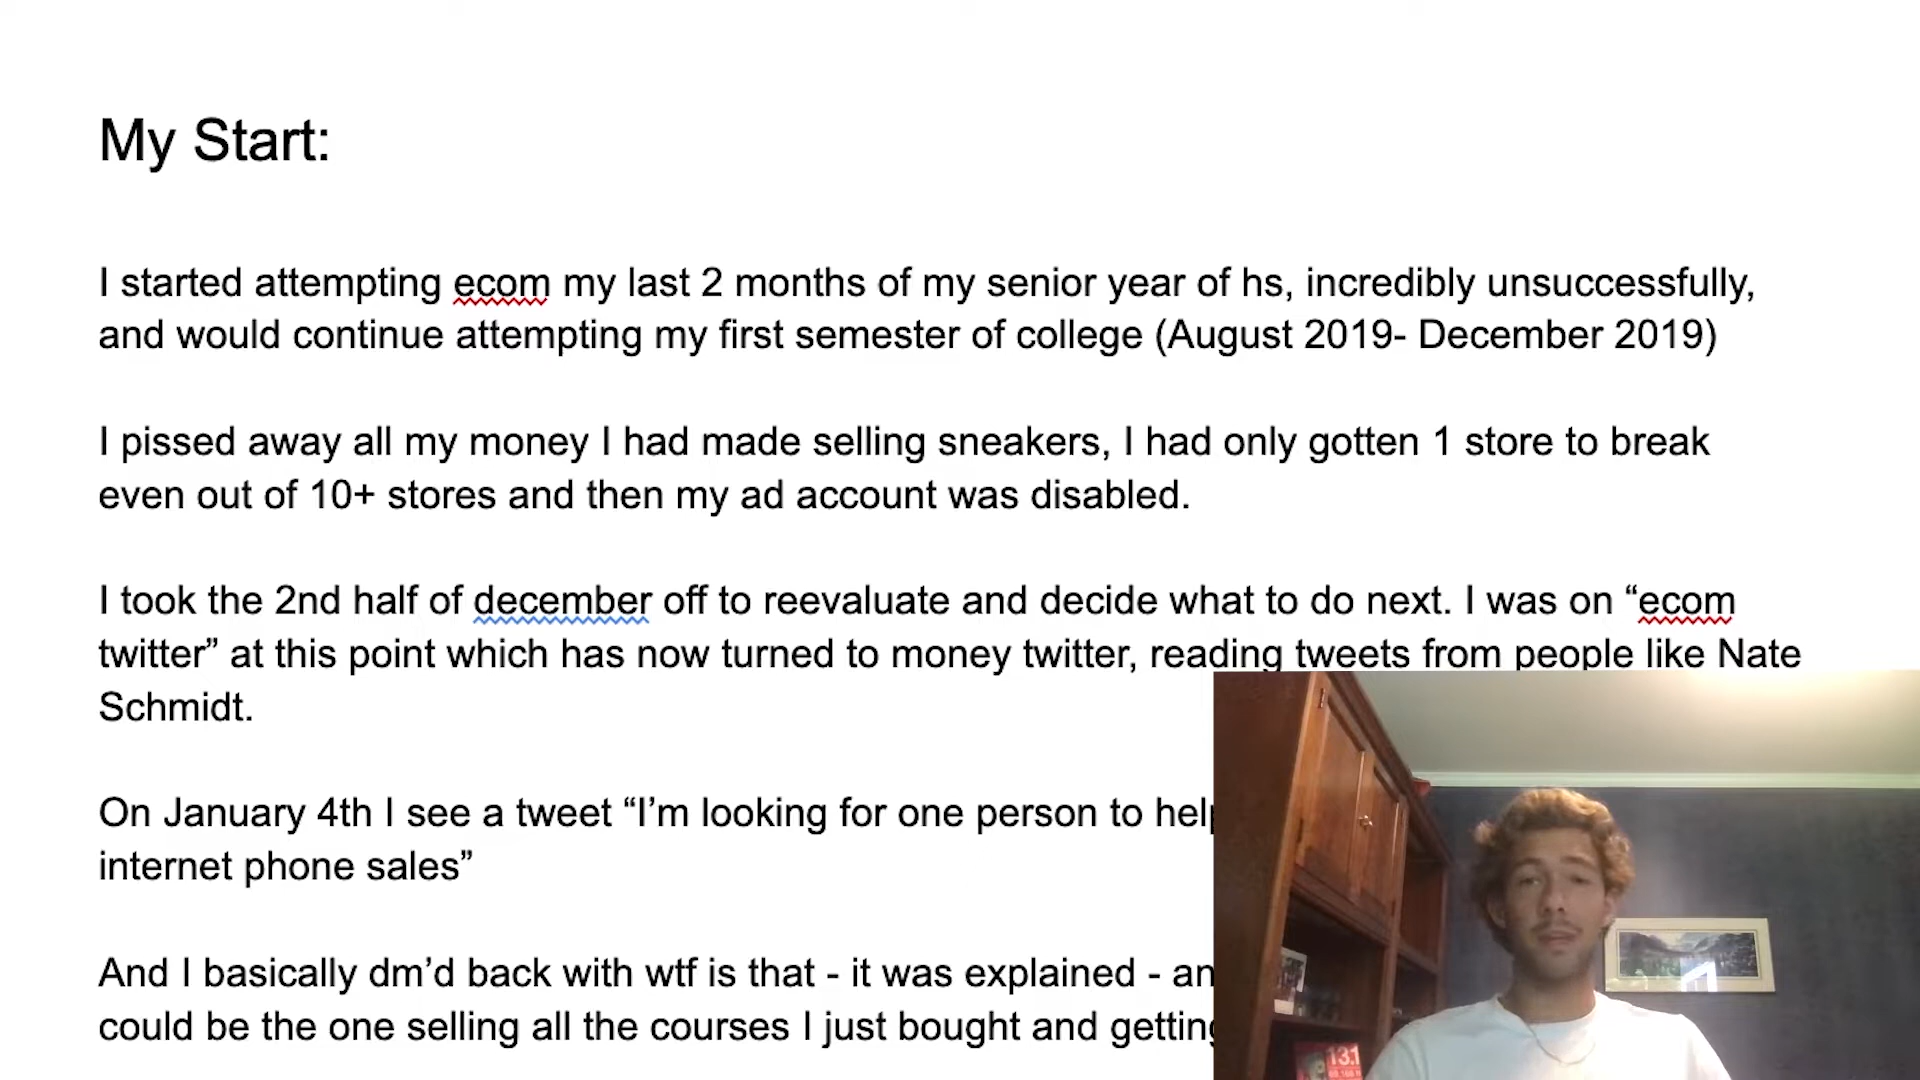 My Start:
I started attempting ecom my last 2 months of my senior year of hs, incredibly unsuccessfully,
and would continue attempting my first semester of college (August 2019- December 2019)
I pissed away all my money I had made selling sneakers, I had only gotten 1 store to break
even out of 10+ stores and then my ad account was disabled.
I took the 2nd half of december off to reevaluate and decide what to do next. I was on “ecom
twitter” at this point which has now turned to money twitter, reading tweets from people like Nate
Schmidt.
On January 4th I see a tweet “I’m looking for one person to help
internet phone sales”
And I basically dm’d back with wtf is that - it was explained - an
could be the one selling all the courses I just bought and getting
13.1